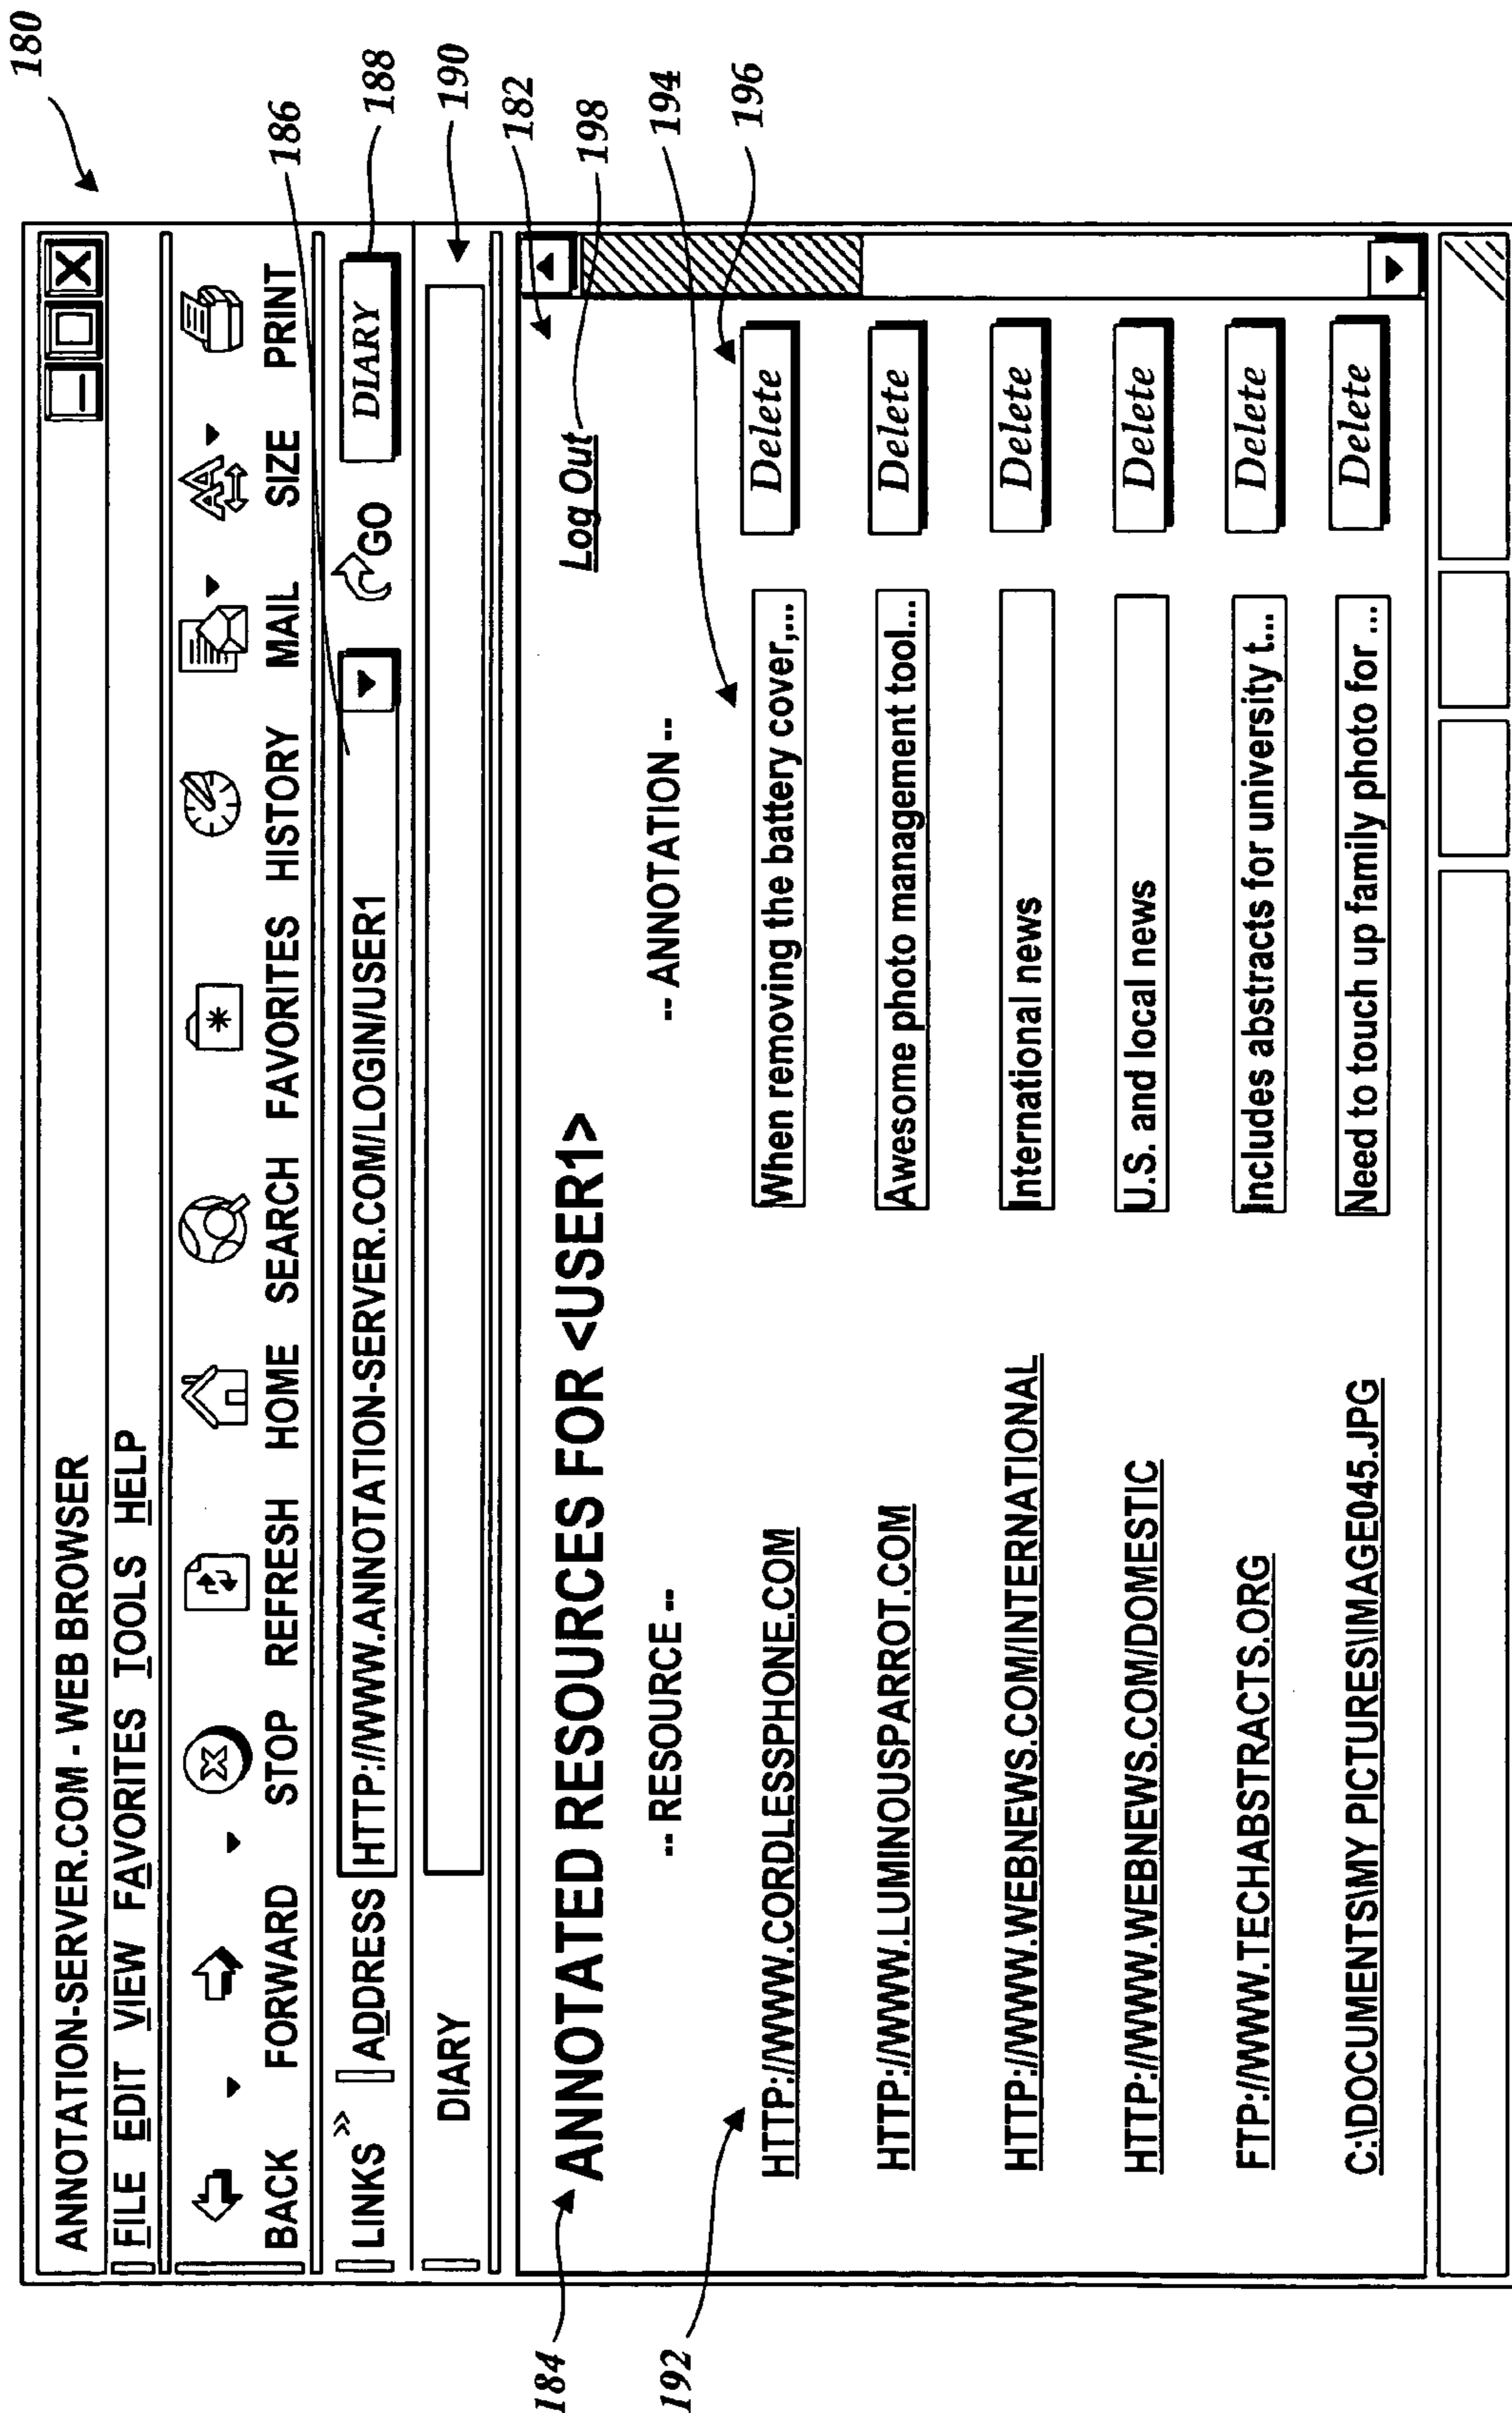 180
ANNOTATION-SERVER.COM - WEB BROWSER
FILE EDIT VIEW FAVORITES TOOLS HELP
BACK FORWARD STOP REFRESH HOME SEARCH FAVORITES HISTORY MAIL SIZE PRINT
186
LINKS » ADDRESS HTTP://WWW.ANNOTATION-SERVER.COM/LOGIN/USER1 GO DIARY
188
DIARY
190
182
184
ANNOTATED RESOURCES FOR <USER1>
Log Out
198
-- RESOURCE -- -- ANNOTATION --
194
192
196
HTTP://WWW.CORDLESSPHONE.COM When removing the battery cover,... Delete
HTTP://WWW.LUMINOUSPARROT.COM Awesome photo management tool... Delete
HTTP://WWW.WEBNEWS.COM/INTERNATIONAL International news Delete
HTTP://WWW.WEBNEWS.COM/DOMESTIC U.S. and local news Delete
FTP://WWW.TECHABSTRACTS.ORG Includes abstracts for university t... Delete
C:\DOCUMENTS\MY PICTURES\IMAGE045.JPG Need to touch up family photo for ... Delete